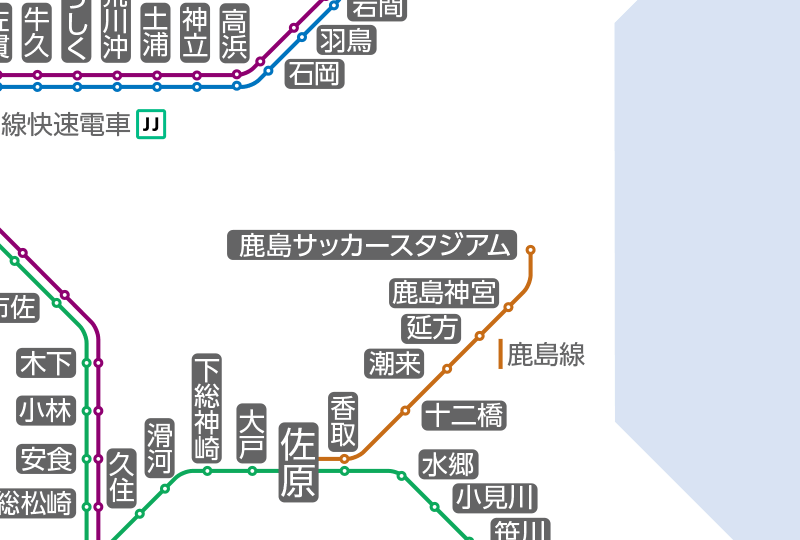 牛久
土浦
神立
高浜
岩間
羽鳥
石岡
線快速電車
JJ
鹿島サッカースタジアム
鹿島神宮
延方
鹿島線
潮来
木下
下総神崎
香取
小林
大戸
十二橋
滑河
佐原
安食
久住
水郷
総松崎
小見川
笹川